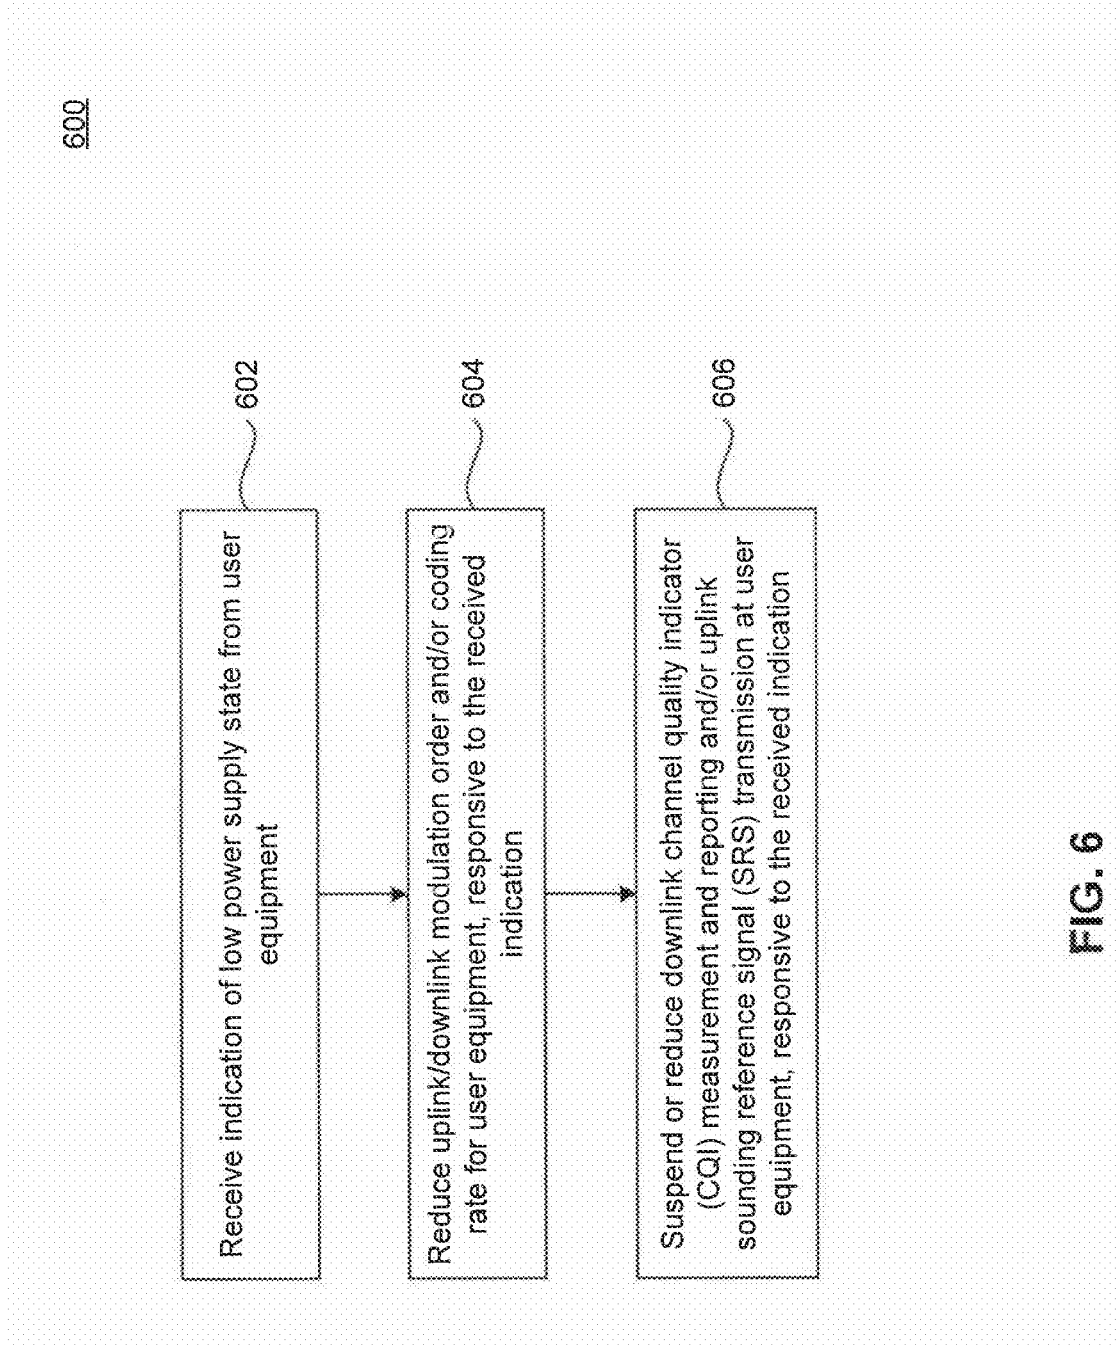 600
Receive indication of low power supply state from user
equipment
602
Reduce uplink/downlink modulation order and/or coding
rate for user equipment, responsive to the received
indication
604
Suspend or reduce downlink channel quality indicator
(CQI) measurement and reporting and/or uplink
sounding reference signal (SRS) transmission at user
equipment, responsive to the received indication
606
FIG. 6